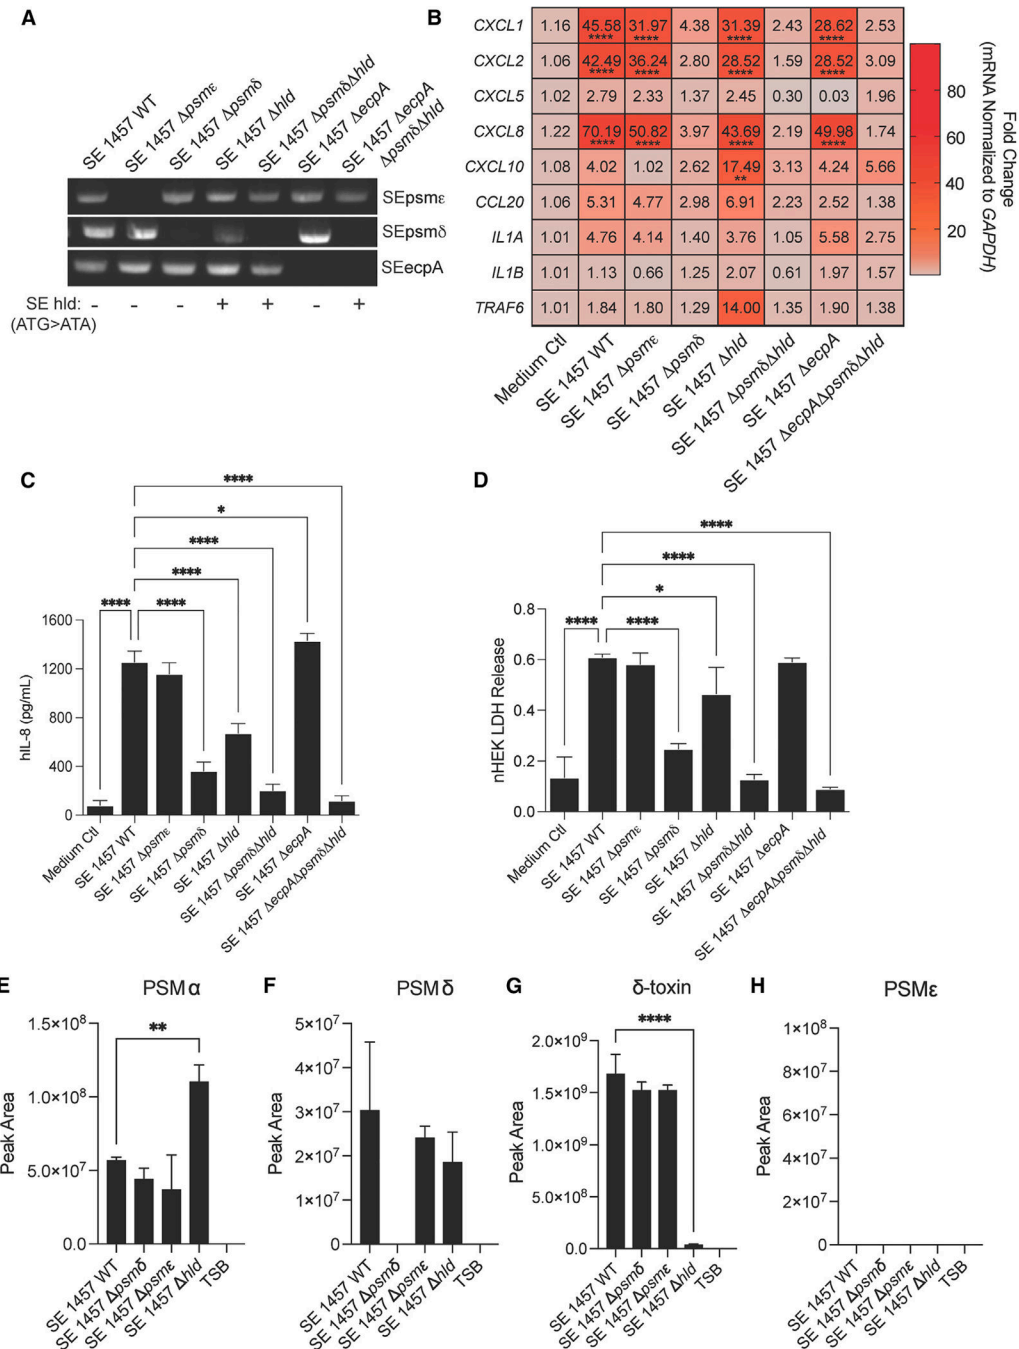 A
SE 1457 WT
SE 1457 Δpsmε
SE 1457 Δpsmδ
SE 1457 Δhld
SE 1457 ΔpsmδΔhld
SE 1457 ΔecpA
SE 1457 ΔecpA
ΔpsmδΔhld
SEpsmε
SEpsmδ
SEecpA
SE hld: - - - + + - +
(ATG>ATA)
B
CXCL1 1.16 45.58 **** 31.97 **** 4.38 31.39 **** 2.43 28.62 **** 2.53
CXCL2 1.06 42.49 **** 36.24 **** 2.80 28.52 **** 1.59 28.52 **** 3.09
CXCL5 1.02 2.79 2.33 1.37 2.45 0.30 0.03 1.96
CXCL8 1.22 70.19 **** 50.82 **** 3.97 43.69 **** 2.19 49.98 **** 1.74
CXCL10 1.08 4.02 1.02 2.62 17.49 ** 3.13 4.24 5.66
CCL20 1.06 5.31 4.77 2.98 6.91 2.23 2.52 1.38
IL1A 1.01 4.76 4.14 1.40 3.76 1.05 5.58 2.75
IL1B 1.01 1.13 0.66 1.25 2.07 0.61 1.97 1.57
TRAF6 1.01 1.84 1.80 1.29 14.00 1.35 1.90 1.38
Medium Ctl
SE 1457 WT
SE 1457 Δpsmε
SE 1457 Δpsmδ
SE 1457 Δhld
SE 1457 ΔpsmδΔhld
SE 1457 ΔecpA
SE 1457 ΔecpAΔpsmδΔhld
80
60
40
20
Fold Change
(mRNA Normalized to GAPDH)
C
****
*
****
****
**** ****
1600
1200
800
400
0
hIL-8 (pg/mL)
Medium Ctl
SE 1457 WT
SE 1457 Δpsmε
SE 1457 Δpsmδ
SE 1457 Δhld
SE 1457 ΔpsmδΔhld
SE 1457 ΔecpA
SE 1457 ΔecpAΔpsmδΔhld
D
****
****
*
**** ****
0.8
0.6
0.4
0.2
0.0
nHEK LDH Release
Medium Ctl
SE 1457 WT
SE 1457 Δpsmε
SE 1457 Δpsmδ
SE 1457 Δhld
SE 1457 ΔpsmδΔhld
SE 1457 ΔecpA
SE 1457 ΔecpAΔpsmδΔhld
E
PSMα
**
1.5×10⁸
1.0×10⁸
5.0×10⁷
0.0
Peak Area
SE 1457 WT
SE 1457 Δpsmδ
SE 1457 Δpsmε
SE 1457 Δhld
TSB
F
PSMδ
5×10⁷
4×10⁷
3×10⁷
2×10⁷
1×10⁷
0
Peak Area
SE 1457 WT
SE 1457 Δpsmδ
SE 1457 Δpsmε
SE 1457 Δhld
TSB
G
δ-toxin
****
2.0×10⁹
1.5×10⁹
1.0×10⁹
5.0×10⁸
0.0
Peak Area
SE 1457 WT
SE 1457 Δpsmδ
SE 1457 Δpsmε
SE 1457 Δhld
TSB
H
PSMε
1×10⁸
8×10⁷
6×10⁷
4×10⁷
2×10⁷
0
Peak Area
SE 1457 WT
SE 1457 Δpsmδ
SE 1457 Δpsmε
SE 1457 Δhld
TSB